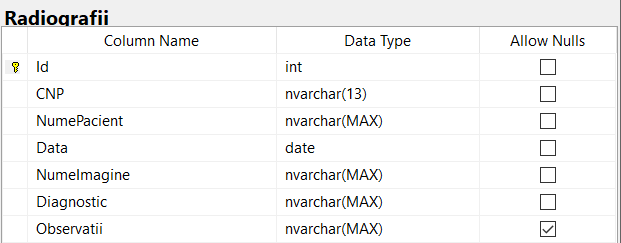 Radiografii
Column Name Data Type Allow Nulls
Id int
CNP nvarchar(13)
NumePacient nvarchar(MAX)
Data date
NumeImagine nvarchar(MAX)
Diagnostic nvarchar(MAX)
Observatii nvarchar(MAX)